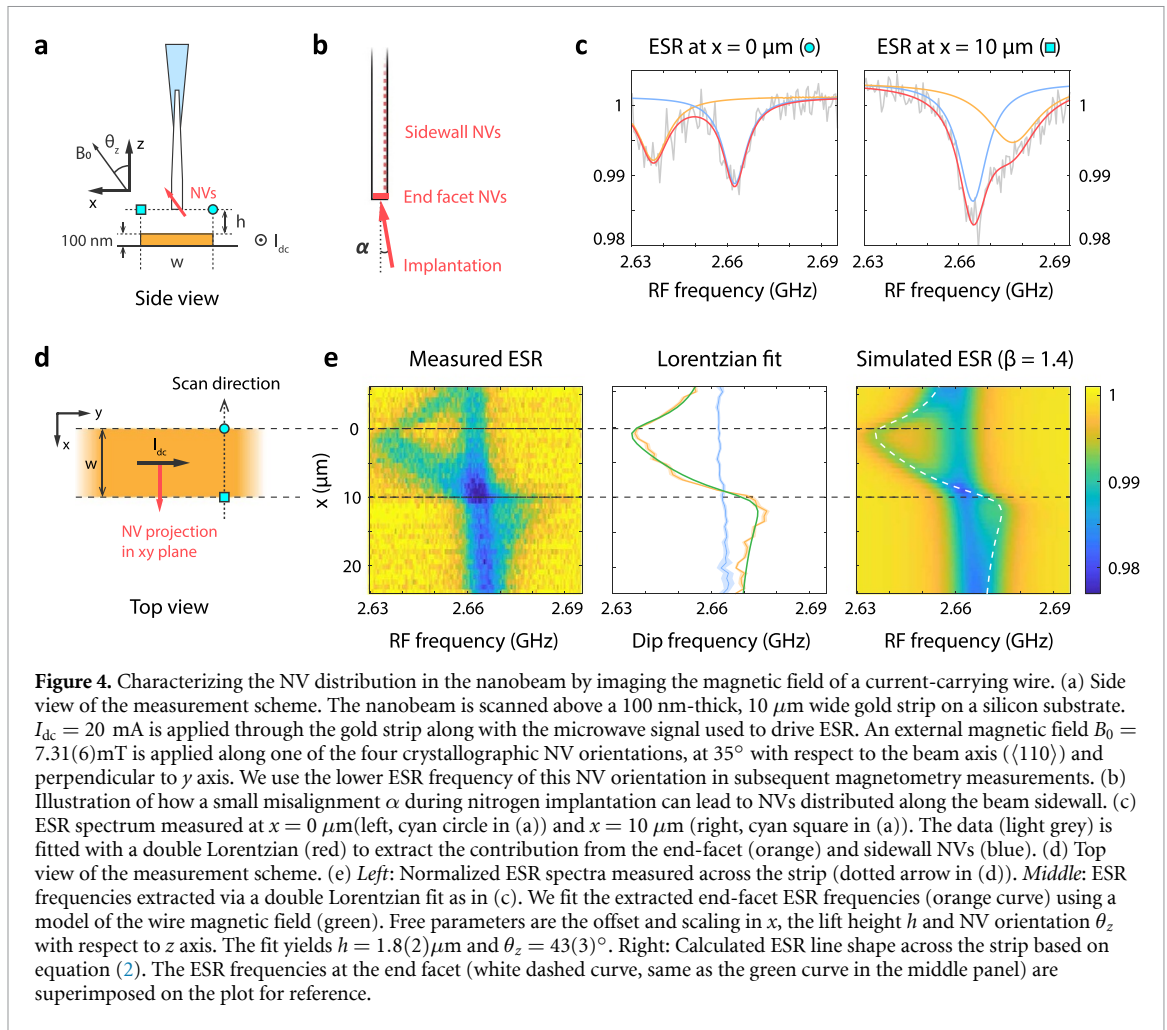 a
B₀
θz
z
x
NVs
h
100 nm
w
Idc
Side view
b
Sidewall NVs
End facet NVs
α
Implantation
c
ESR at x = 0 μm (○)
ESR at x = 10 μm (□)
1
0.99
0.98
2.63 2.66 2.69
RF frequency (GHz)
1
0.99
0.98
2.63 2.66 2.69
RF frequency (GHz)
d
Scan direction
y
x
w
Idc
NV projection
in xy plane
Top view
e
Measured ESR
x (μm)
0
10
20
2.63 2.66 2.69
RF frequency (GHz)
Lorentzian fit
2.63 2.66 2.69
Dip frequency (GHz)
Simulated ESR (β = 1.4)
2.63 2.66 2.69
RF frequency (GHz)
1
0.99
0.98
Figure 4. Characterizing the NV distribution in the nanobeam by imaging the magnetic field of a current-carrying wire. (a) Side
view of the measurement scheme. The nanobeam is scanned above a 100 nm-thick, 10 μm wide gold strip on a silicon substrate.
Idc = 20 mA is applied through the gold strip along with the microwave signal used to drive ESR. An external magnetic field B₀ =
7.31(6)mT is applied along one of the four crystallographic NV orientations, at 35° with respect to the beam axis (⟨110⟩) and
perpendicular to y axis. We use the lower ESR frequency of this NV orientation in subsequent magnetometry measurements. (b)
Illustration of how a small misalignment α during nitrogen implantation can lead to NVs distributed along the beam sidewall. (c)
ESR spectrum measured at x = 0 μm(left, cyan circle in (a)) and x = 10 μm (right, cyan square in (a)). The data (light grey) is
fitted with a double Lorentzian (red) to extract the contribution from the end-facet (orange) and sidewall NVs (blue). (d) Top
view of the measurement scheme. (e) Left: Normalized ESR spectra measured across the strip (dotted arrow in (d)). Middle: ESR
frequencies extracted via a double Lorentzian fit as in (c). We fit the extracted end-facet ESR frequencies (orange curve) using a
model of the wire magnetic field (green). Free parameters are the offset and scaling in x, the lift height h and NV orientation θz
with respect to z axis. The fit yields h = 1.8(2)μm and θz = 43(3)°. Right: Calculated ESR line shape across the strip based on
equation (2). The ESR frequencies at the end facet (white dashed curve, same as the green curve in the middle panel) are
superimposed on the plot for reference.